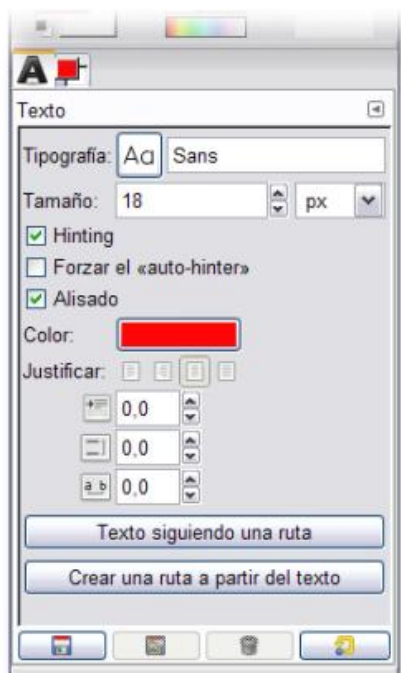 A
Texto
Tipografía: Aa Sans
Tamaño: 18 px
Hinting
Forzar el «auto-hinter»
Alisado
Color:
Justificar:
0,0
0,0
a b 0,0
Texto siguiendo una ruta
Crear una ruta a partir del texto